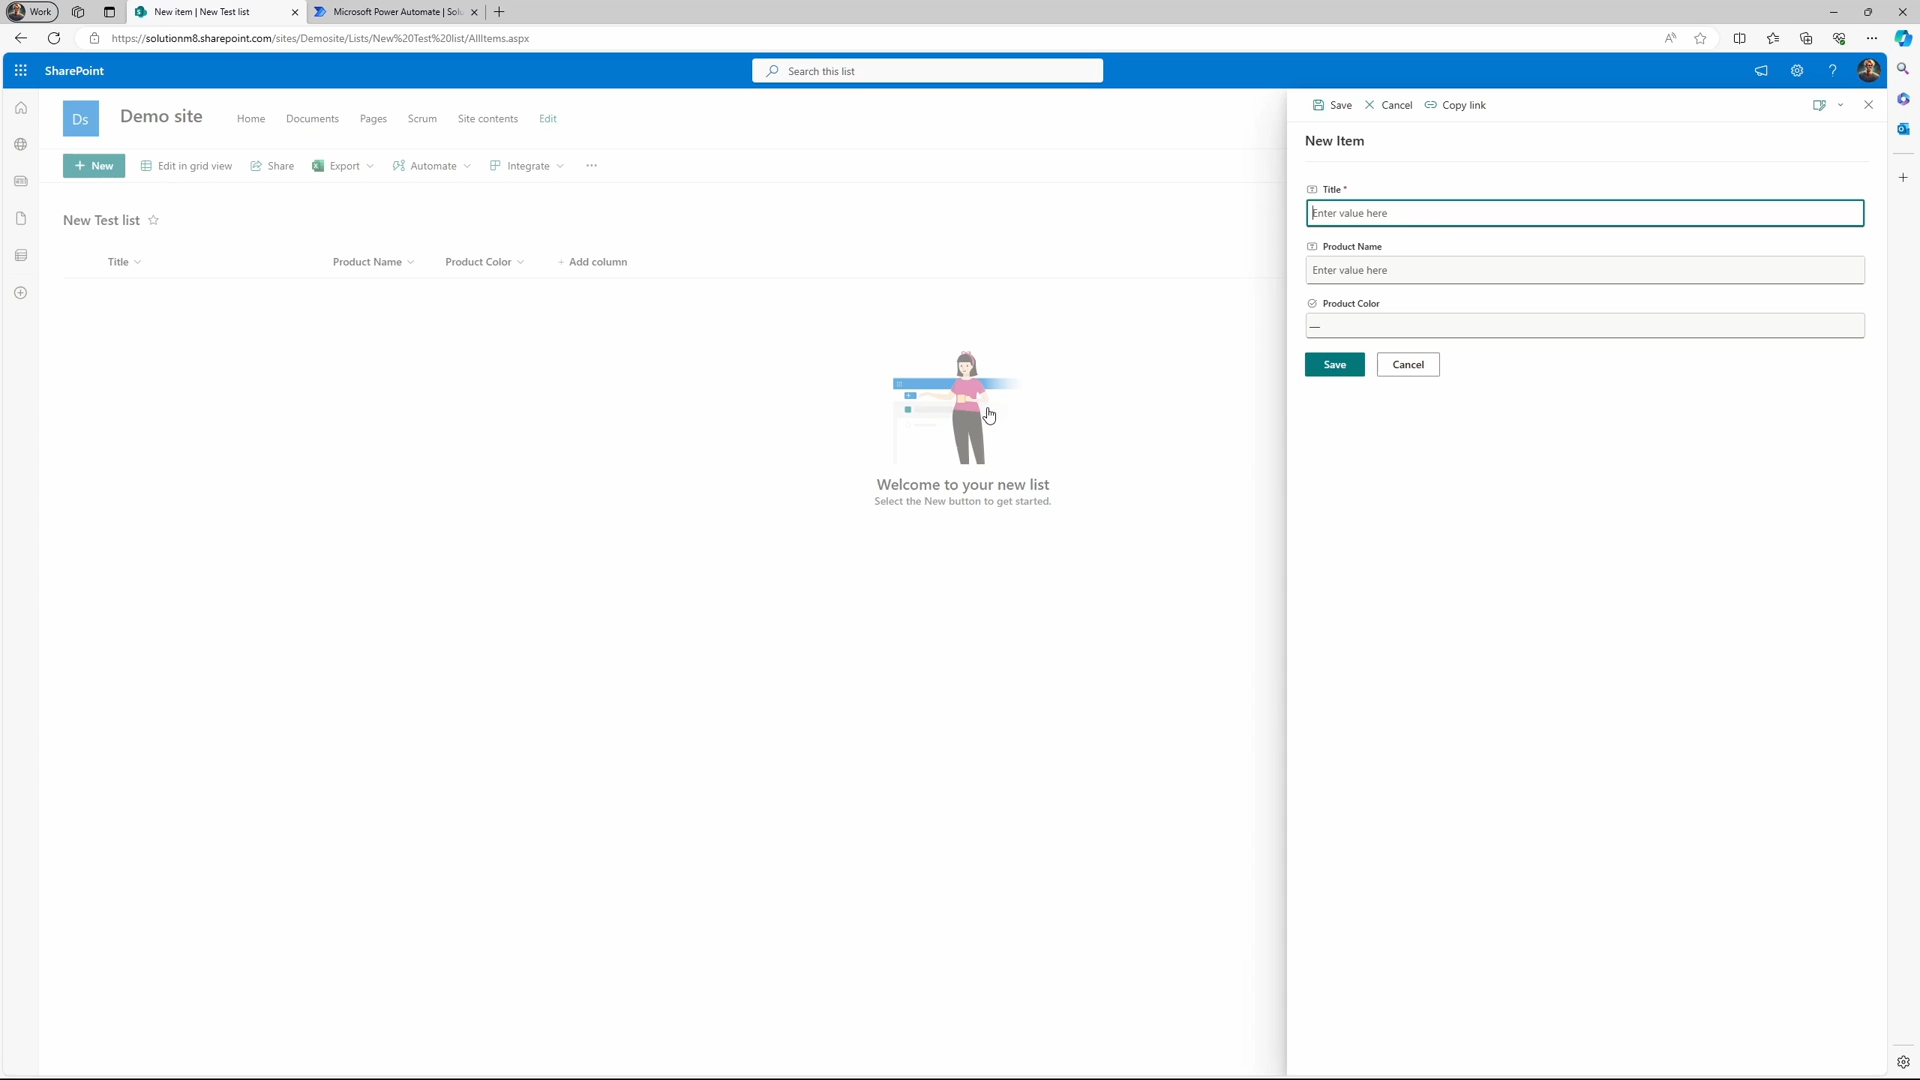 Work
New item | New Test list
Microsoft Power Automate | Solu
https://solutionm8.sharepoint.com/sites/Demosite/Lists/New%20Test%20list/AllItems.aspx
SharePoint
Search this list
Ds
Demo site
Home
Documents
Pages
Scrum
Site contents
Edit
New
Edit in grid view
Share
Export
Automate
Integrate
New Test list
Title
Product Name
Product Color
+ Add column
Welcome to your new list
Select the New button to get started.
Save
Cancel
Copy link
New Item
Title *
Enter value here
Product Name
Enter value here
Product Color
—
Save
Cancel